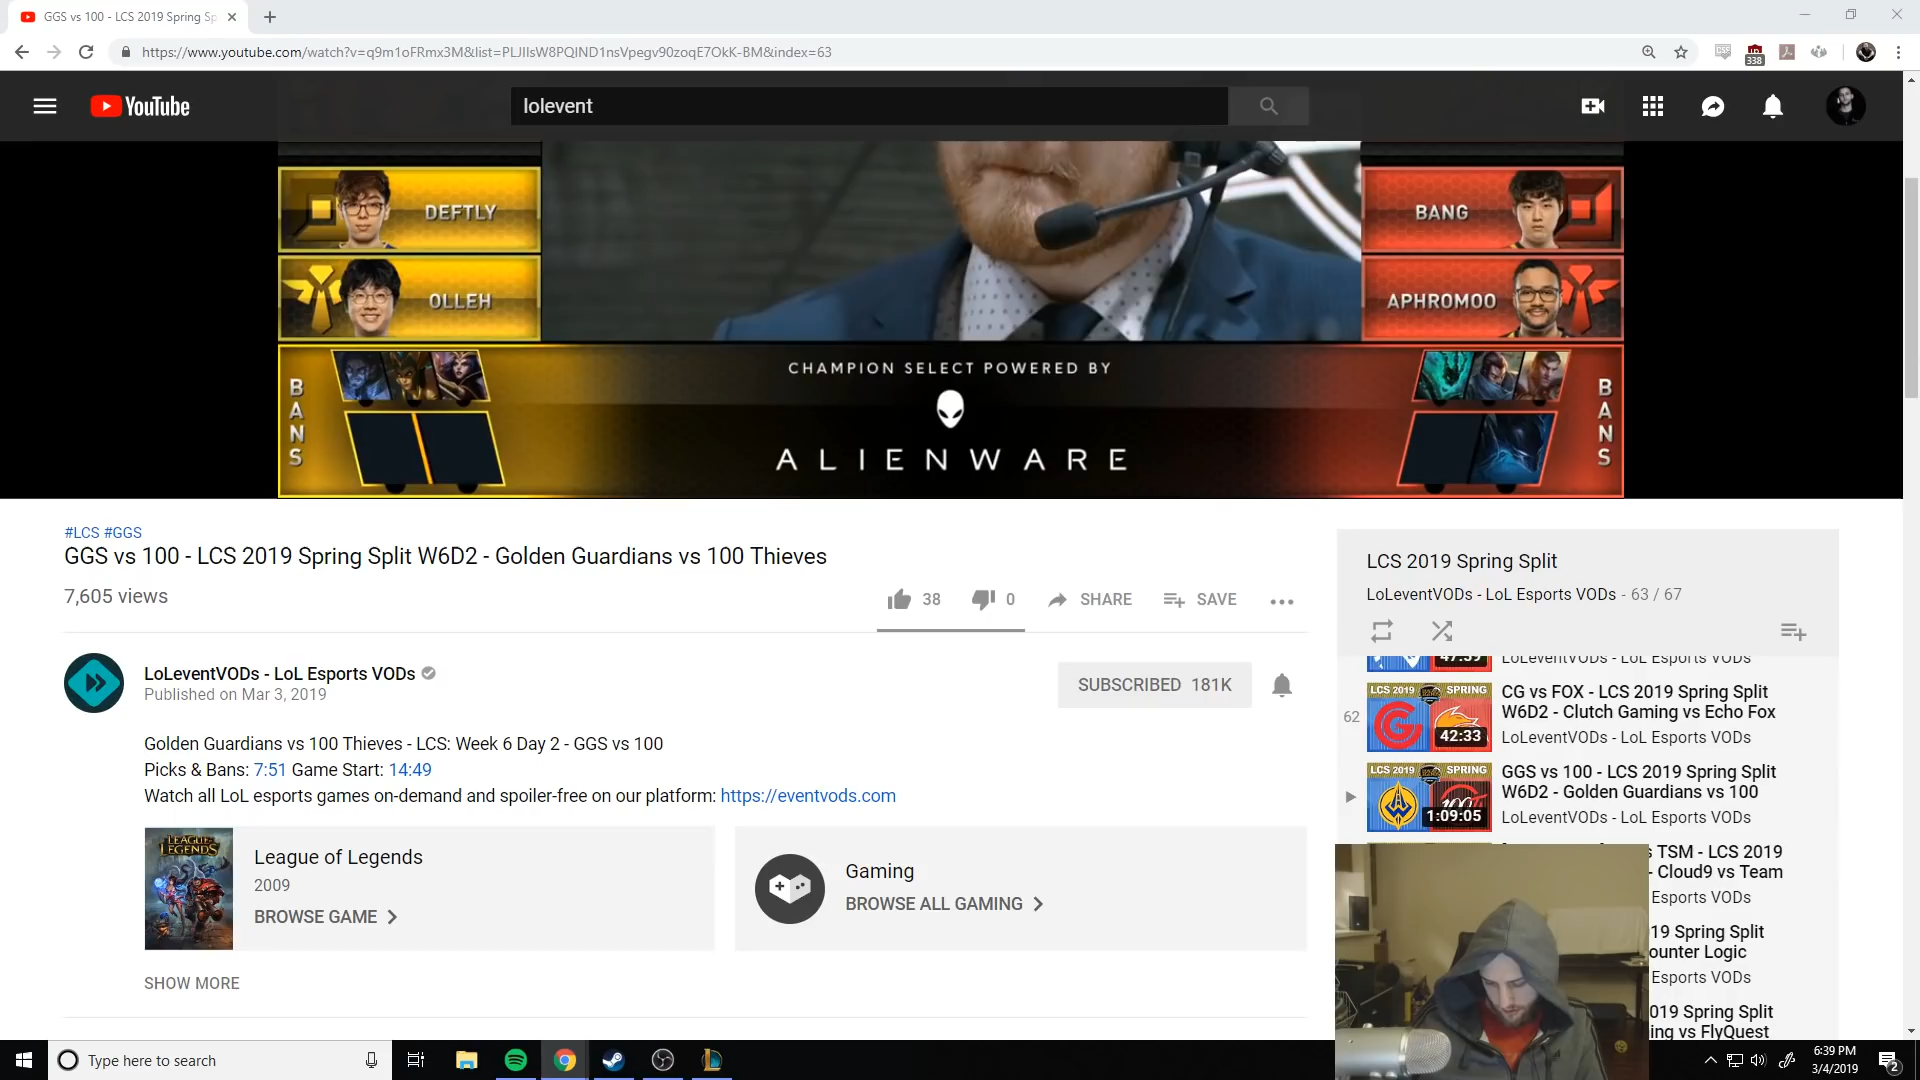 GGS vs 100 - LCS 2019 Spring Sp
https://www.youtube.com/watch?v=q9m1oFRmx3M&list=PLJIlsW8PQIND1nsVpegv90zoqE7OkK-BM&index=63
338
YouTube
lolevent
DEFTLY
BANG
OLLEH
APHROMOO
BANS
CHAMPION SELECT POWERED BY
ALIENWARE
BANS
#LCS #GGS
GGS vs 100 - LCS 2019 Spring Split W6D2 - Golden Guardians vs 100 Thieves
7,605 views
38
0
SHARE
SAVE
LoLeventVODs - LoL Esports VODs
Published on Mar 3, 2019
SUBSCRIBED 181K
Golden Guardians vs 100 Thieves - LCS: Week 6 Day 2 - GGS vs 100
Picks & Bans: 7:51 Game Start: 14:49
Watch all LoL esports games on-demand and spoiler-free on our platform: https://eventvods.com
LEAGUE of LEGENDS
League of Legends
2009
BROWSE GAME
Gaming
BROWSE ALL GAMING
SHOW MORE
LCS 2019 Spring Split
LoLeventVODs - LoL Esports VODs - 63 / 67
47:59
LoLeventVODs - LoL Esports VODs
62
LCS 2019 SPRING
42:33
CG vs FOX - LCS 2019 Spring Split
W6D2 - Clutch Gaming vs Echo Fox
LoLeventVODs - LoL Esports VODs
LCS 2019 SPRING
1:09:05
GGS vs 100 - LCS 2019 Spring Split
W6D2 - Golden Guardians vs 100
LoLeventVODs - LoL Esports VODs
TSM - LCS 2019
- Cloud9 vs Team
Esports VODs
19 Spring Split
ounter Logic
Esports VODs
019 Spring Split
ing vs FlyQuest
Type here to search
6:39 PM
3/4/2019
2